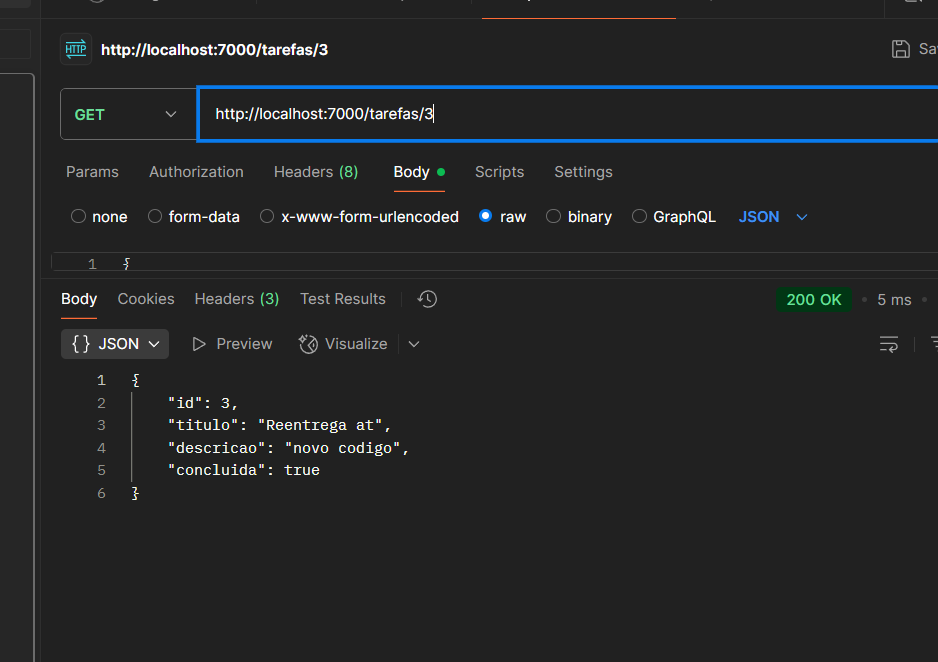 HTTP http://localhost:7000/tarefas/3
GET http://localhost:7000/tarefas/3
Params Authorization Headers (8) Body Scripts Settings
none form-data x-www-form-urlencoded raw binary GraphQL JSON
1 {
Body Cookies Headers (3) Test Results 200 OK 5 ms
{} JSON Preview Visualize
1 {
2 "id": 3,
3 "titulo": "Reentrega at",
4 "descricao": "novo codigo",
5 "concluida": true
6 }